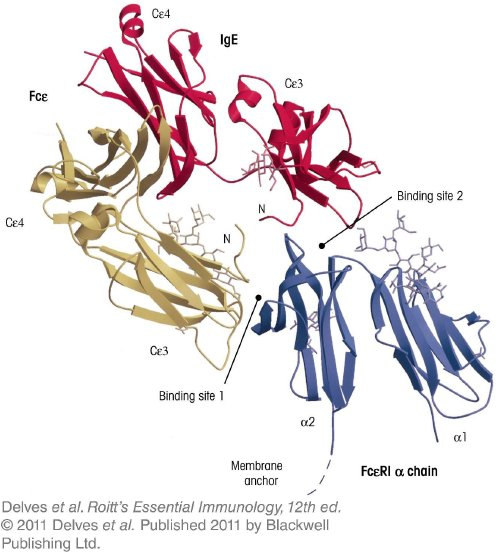 Cε4
IgE
Fcε
Cε3
Binding site 2
N
Cε4
N
Cε3
Binding site 1
α2
α1
Membrane
anchor
FcεRI α chain
Delves et al. Roitt's Essential Immunology, 12th ed.
© 2011 Delves et al. Published 2011 by Blackwell
Publishing Ltd.